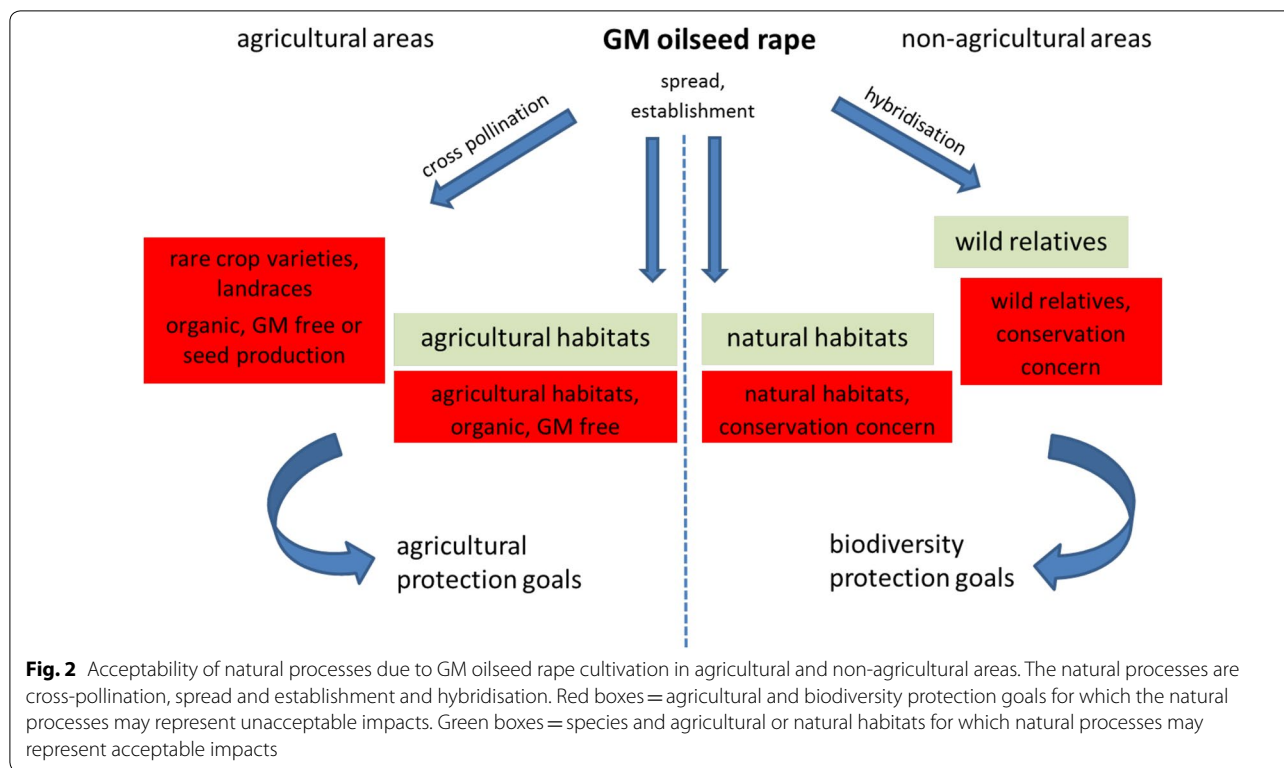 agricultural areas
GM oilseed rape
non-agricultural areas
spread,
establishment
cross pollination
hybridisation
rare crop varieties,
landraces
organic, GM free or
seed production
agricultural habitats
agricultural habitats,
organic, GM free
natural habitats
natural habitats,
conservation concern
wild relatives
wild relatives,
conservation
concern
agricultural
protection goals
biodiversity
protection goals
Fig. 2 Acceptability of natural processes due to GM oilseed rape cultivation in agricultural and non-agricultural areas. The natural processes are
cross-pollination, spread and establishment and hybridisation. Red boxes = agricultural and biodiversity protection goals for which the natural
processes may represent unacceptable impacts. Green boxes = species and agricultural or natural habitats for which natural processes may
represent acceptable impacts